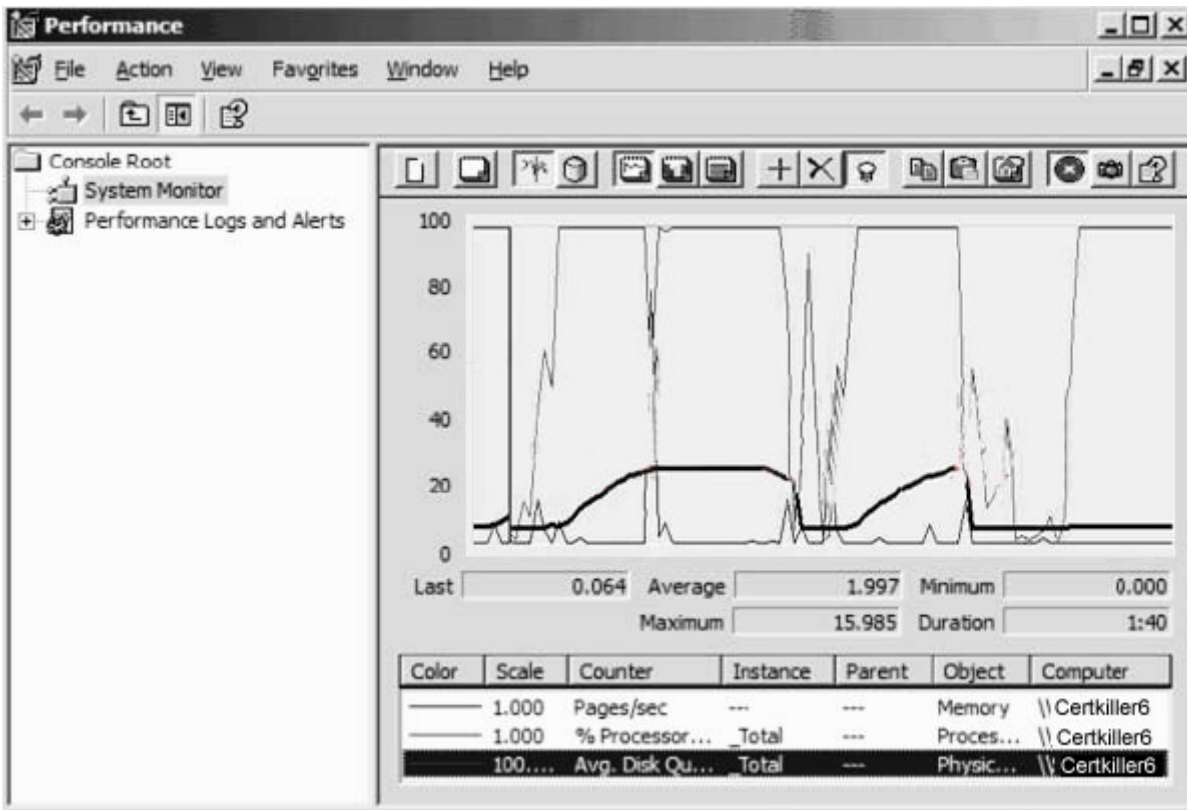 Performance
File Action View Favorites Window Help
Console Root
System Monitor
Performance Logs and Alerts
100
80
60
40
20
0
Last 0.064 Average 1.997 Minimum 0.000
Maximum 15.985 Duration 1:40
Color Scale Counter Instance Parent Object Computer
1.000 Pages/sec --- --- Memory \\Certkiller6
1.000 % Processor... _Total --- Proces... \\Certkiller6
100.... Avg. Disk Qu... _Total --- Physic... \\Certkiller6